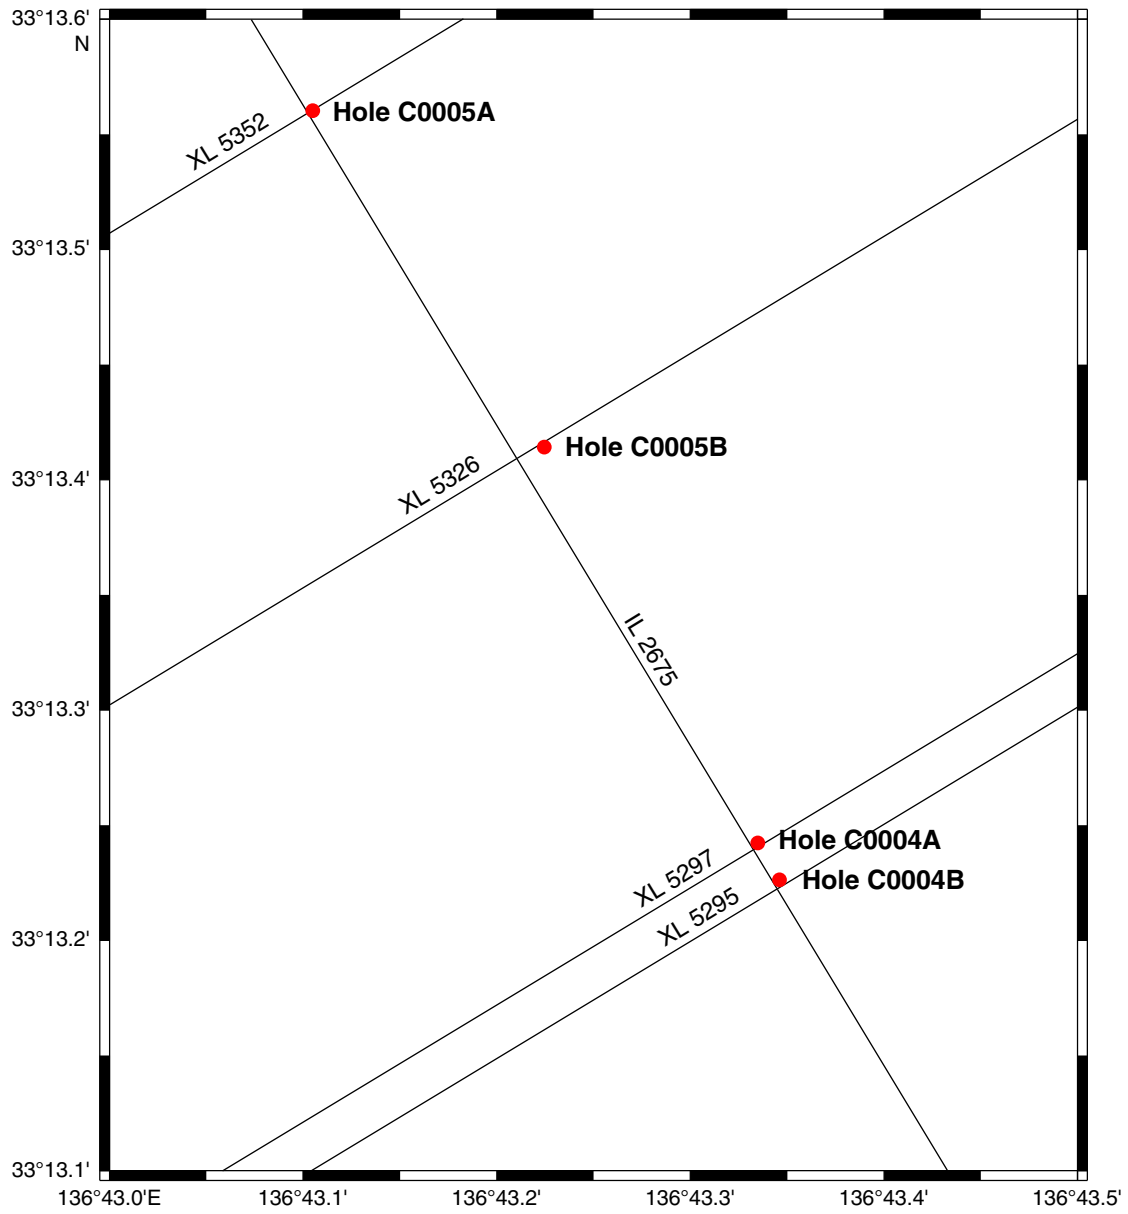 33°13.6'
N
Hole C0005A
XL 5352
33°13.5'
Hole C0005B
XL 5326
33°13.4'
IL 2675
33°13.3'
Hole C0004A
XL 5297
Hole C0004B
XL 5295
33°13.2'
33°13.1'
136°43.0'E
136°43.1'
136°43.2'
136°43.3'
136°43.4'
136°43.5'